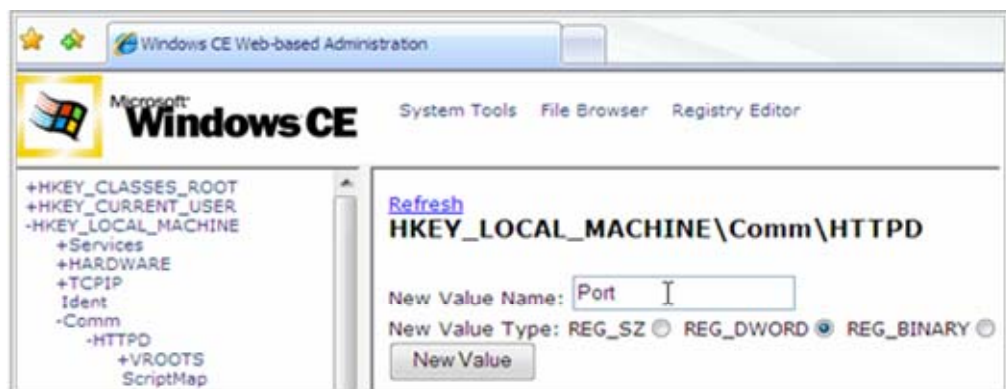 Windows CE Web-based Administration
Microsoft
Windows CE
System Tools File Browser Registry Editor
+HKEY_CLASSES_ROOT
+HKEY_CURRENT_USER
-HKEY_LOCAL_MACHINE
+Services
+HARDWARE
+TCPIP
Ident
-Comm
-HTTPD
+VROOTS
ScriptMap
Refresh
HKEY_LOCAL_MACHINE\Comm\HTTPD
New Value Name: Port
New Value Type: REG_SZ REG_DWORD REG_BINARY
New Value